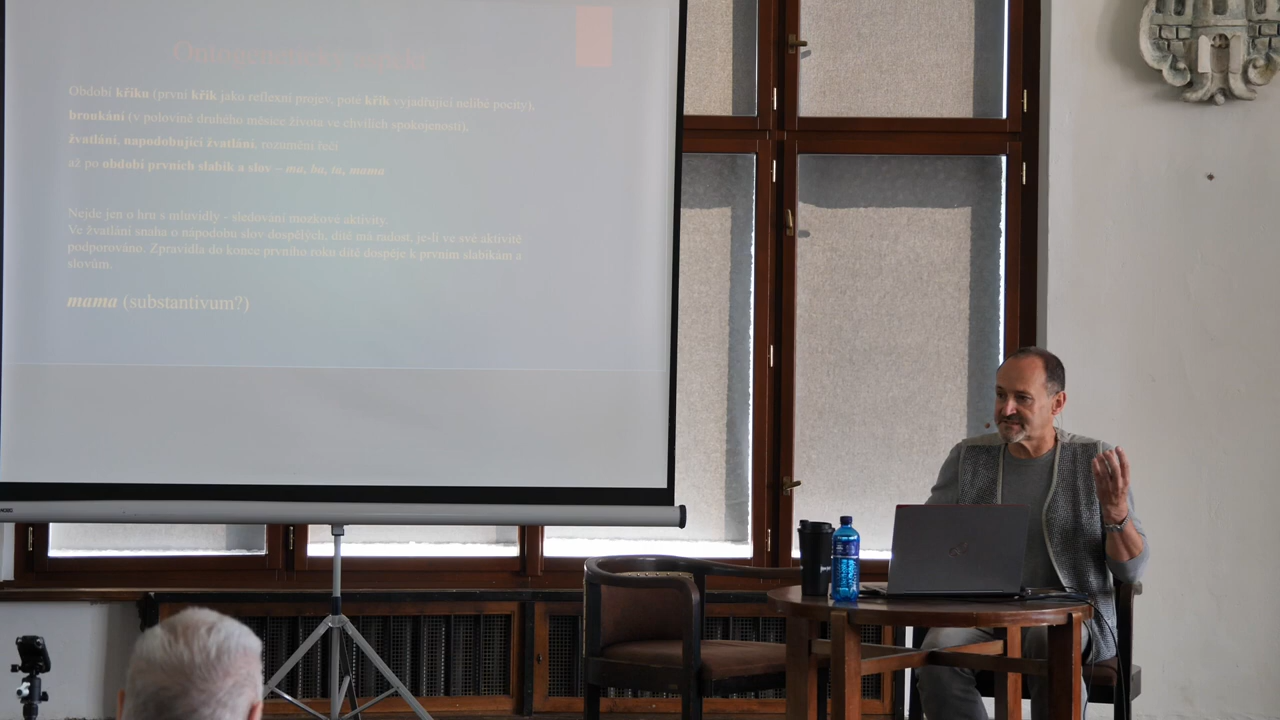 Období křiku (první křik jako reflexní projev, poté křik vyjadřující nelibé pocity),
broukání (v polovině druhého měsíce života ve chvílích spokojenosti),
žvatlání, napodobující žvatlání, rozumění řeči
až po období prvních slabik a slov – ma, ba, ta, mama
Nejde jen o hru s mluvidly – sledování mozkové aktivity.
Ve žvatlání snaha o nápodobu slov dospělých, dítě má radost, je-li ve své aktivitě
podporováno. Zpravidla do konce prvního roku dítě dospěje k prvním slabikám a
slovům.
mama (substantivum?)